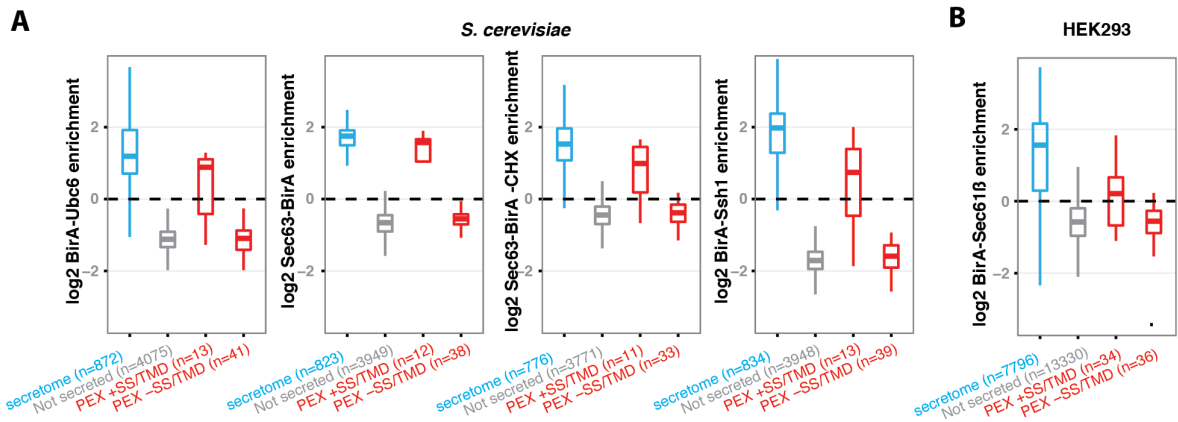 A
S. cerevisiae
log2 BirA-Ubc6 enrichment
2
0
−2
secretome (n=872)
Not secreted (n=4075)
PEX +SS/TMD (n=13)
PEX −SS/TMD (n=41)
log2 Sec63-BirA enrichment
2
0
−2
secretome (n=823)
Not secreted (n=3949)
PEX +SS/TMD (n=12)
PEX −SS/TMD (n=38)
log2 Sec63-BirA -CHX enrichment
2
0
−2
secretome (n=776)
Not secreted (n=3771)
PEX +SS/TMD (n=11)
PEX −SS/TMD (n=33)
log2 BirA-Ssh1 enrichment
2
0
−2
secretome (n=834)
Not secreted (n=3948)
PEX +SS/TMD (n=13)
PEX −SS/TMD (n=39)
B
HEK293
log2 BirA-Sec61ß enrichment
2
0
−2
secretome (n=7796)
Not secreted (n=13330)
PEX +SS/TMD (n=34)
PEX −SS/TMD (n=36)